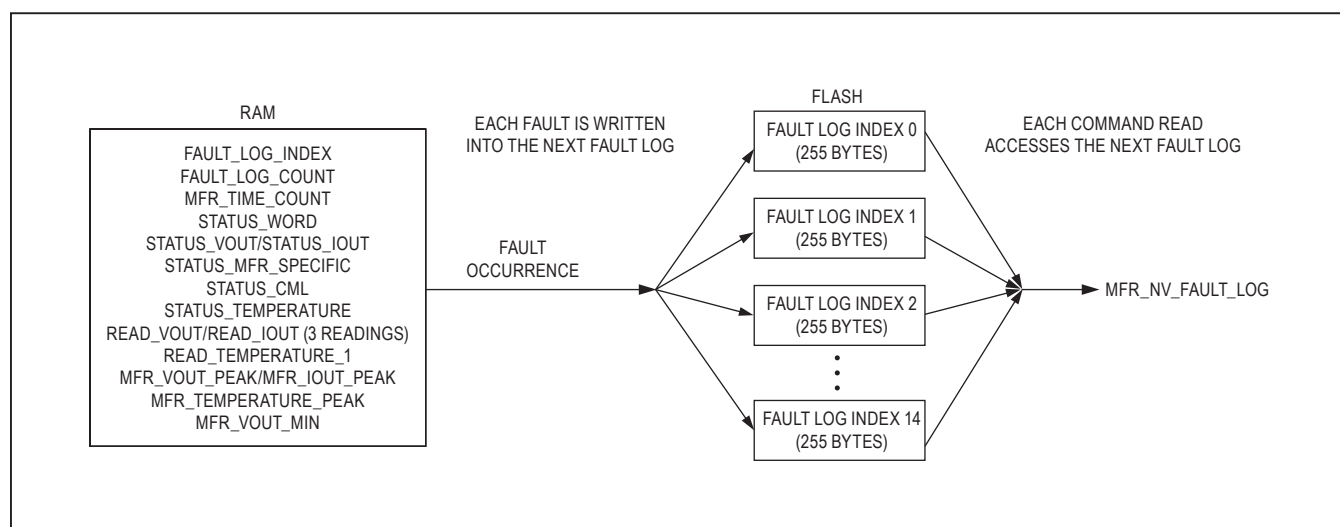 RAM
FAULT_LOG_INDEX
FAULT_LOG_COUNT
MFR_TIME_COUNT
STATUS_WORD
STATUS_VOUT/STATUS_IOUT
STATUS_MFR_SPECIFIC
STATUS_CML
STATUS_TEMPERATURE
READ_VOUT/READ_IOUT (3 READINGS)
READ_TEMPERATURE_1
MFR_VOUT_PEAK/MFR_IOUT_PEAK
MFR_TEMPERATURE_PEAK
MFR_VOUT_MIN
EACH FAULT IS WRITTEN
INTO THE NEXT FAULT LOG
FAULT
OCCURRENCE
FLASH
FAULT LOG INDEX 0
(255 BYTES)
FAULT LOG INDEX 1
(255 BYTES)
FAULT LOG INDEX 2
(255 BYTES)
FAULT LOG INDEX 14
(255 BYTES)
EACH COMMAND READ
ACCESSES THE NEXT FAULT LOG
MFR_NV_FAULT_LOG